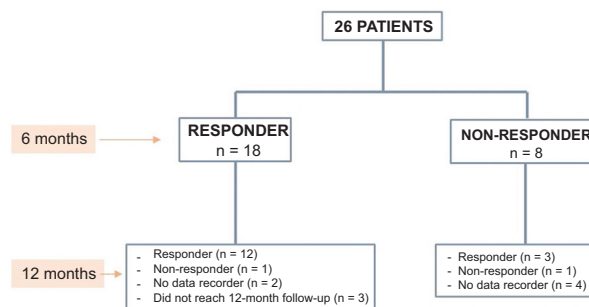 26 PATIENTS
6 months
RESPONDER
n = 18
NON-RESPONDER
n = 8
12 months
- Responder (n = 12)
- Non-responder (n = 1)
- No data recorder (n = 2)
- Did not reach 12-month follow-up (n = 3)
- Responder (n = 3)
- Non-responder (n = 1)
- No data recorder (n = 4)